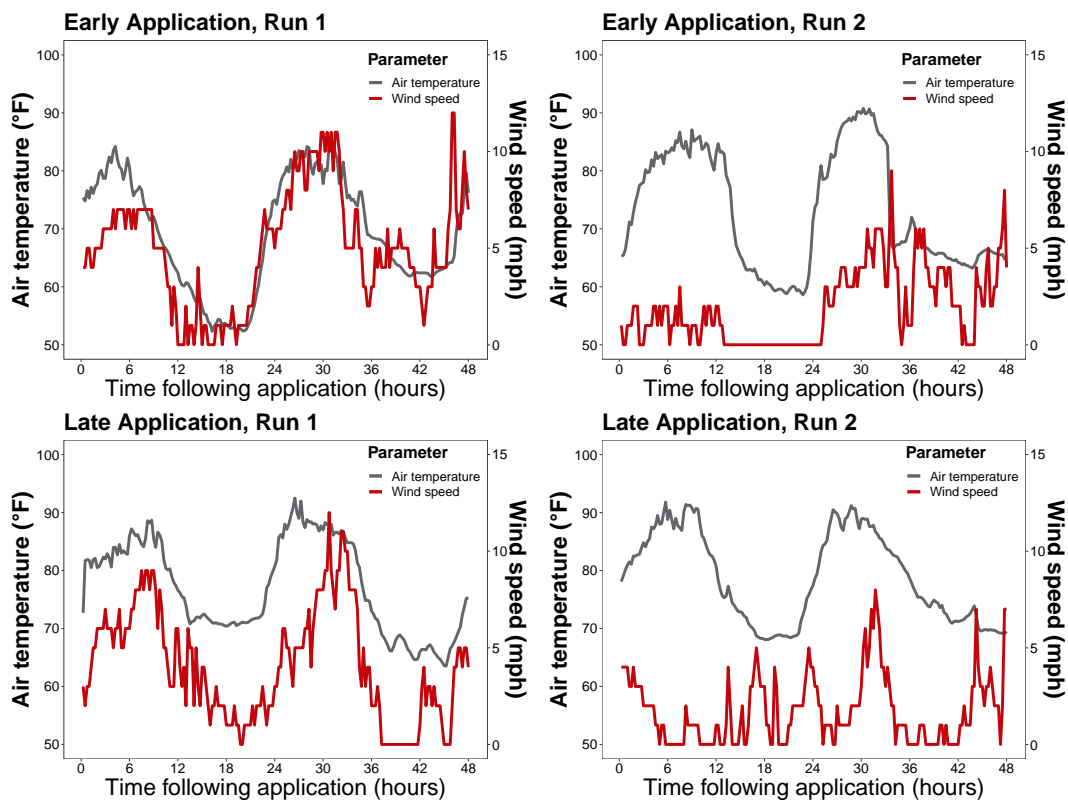 Early Application, Run 1
Parameter
Air temperature
Wind speed
Air temperature (°F)
100
90
80
70
60
50
15
10
5
0
Wind speed (mph)
0 6 12 18 24 30 36 42 48
Time following application (hours)
Early Application, Run 2
Parameter
Air temperature
Wind speed
Air temperature (°F)
100
90
80
70
60
50
15
10
5
0
Wind speed (mph)
0 6 12 18 24 30 36 42 48
Time following application (hours)
Late Application, Run 1
Parameter
Air temperature
Wind speed
Air temperature (°F)
100
90
80
70
60
50
15
10
5
0
Wind speeed (mph)
0 6 12 18 24 30 36 42 48
Time following application (hours)
Late Application, Run 2
Parameter
Air temperature
Wind speed
Air temperature (°F)
100
90
80
70
60
50
15
10
5
0
Wind speeed (mph)
0 6 12 18 24 30 36 42 48
Time following application (hours)